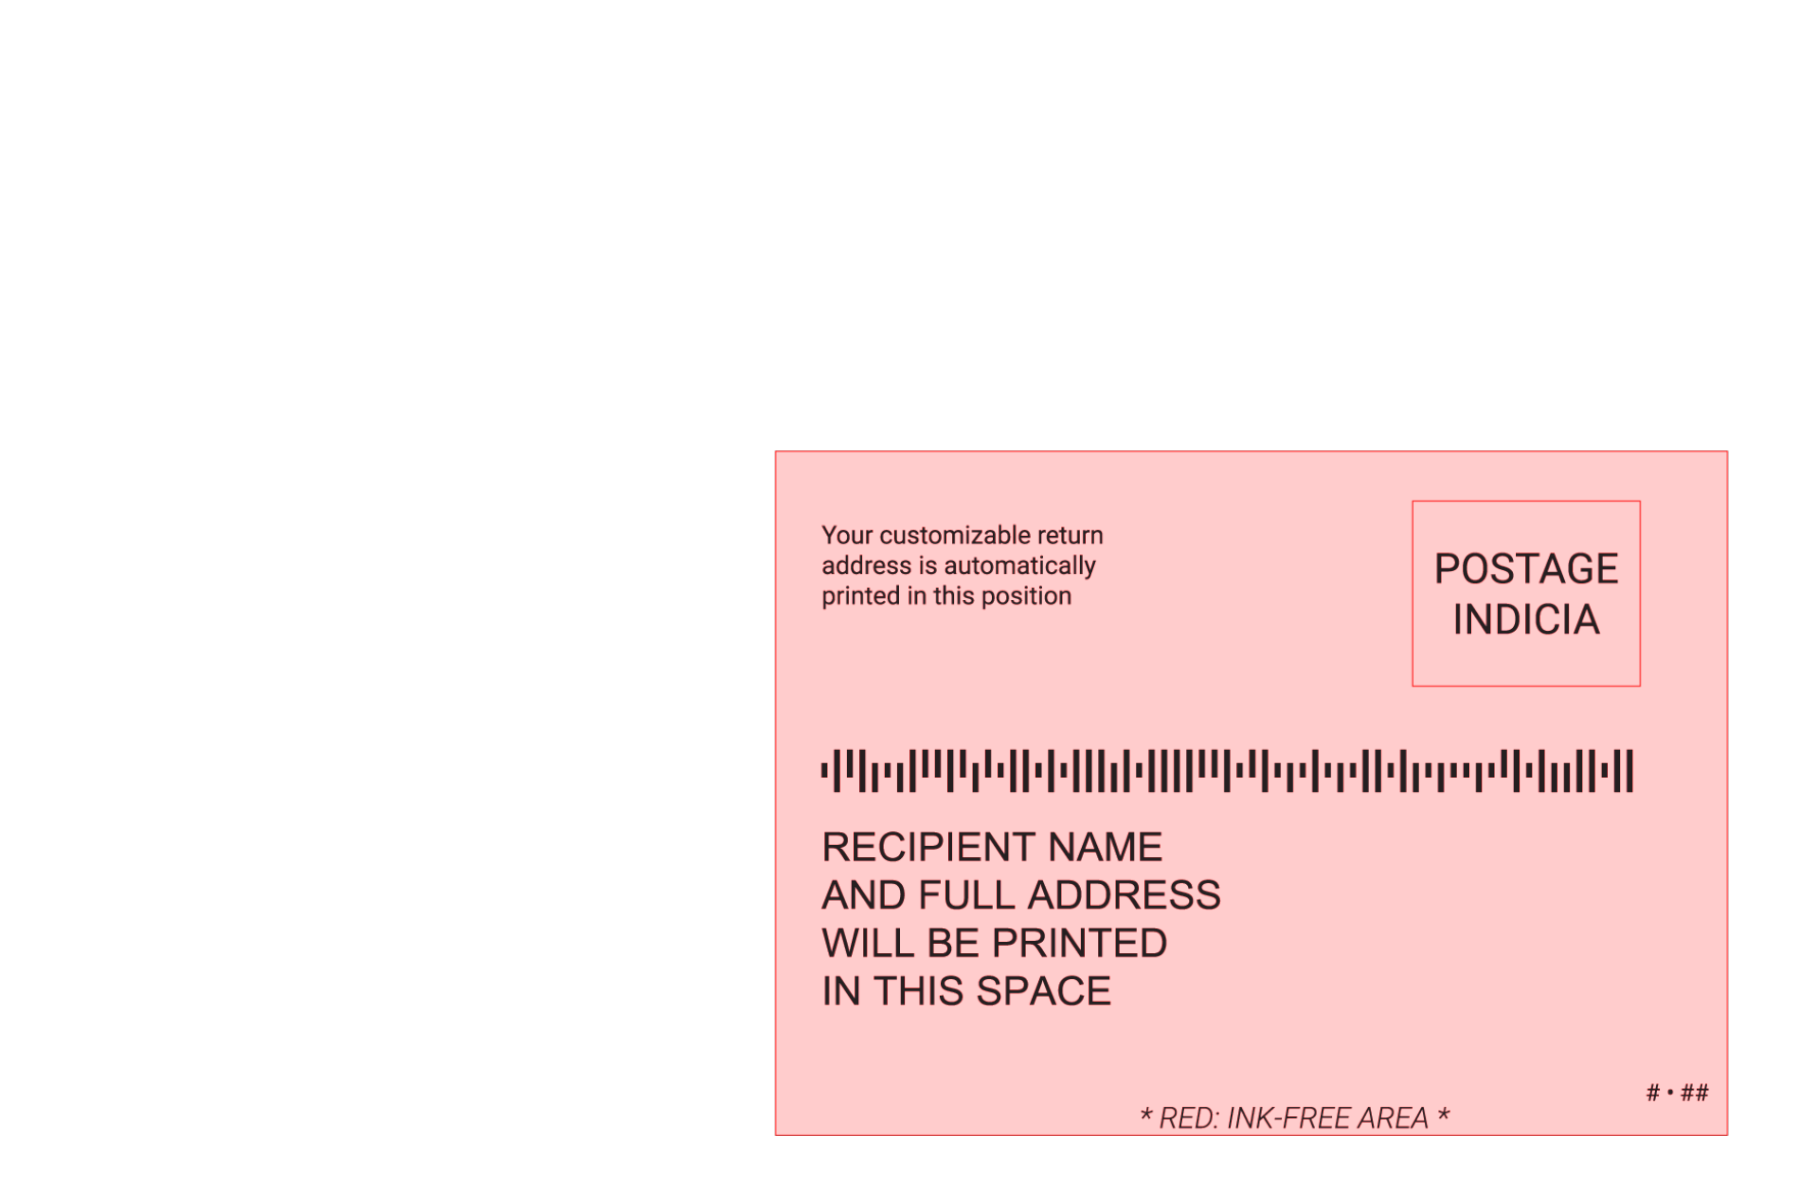 Your customizable return
address is automatically
printed in this position
POSTAGE
INDICIA
RECIPIENT NAME
AND FULL ADDRESS
WILL BE PRINTED
IN THIS SPACE
# • ##
* RED: INK-FREE AREA *